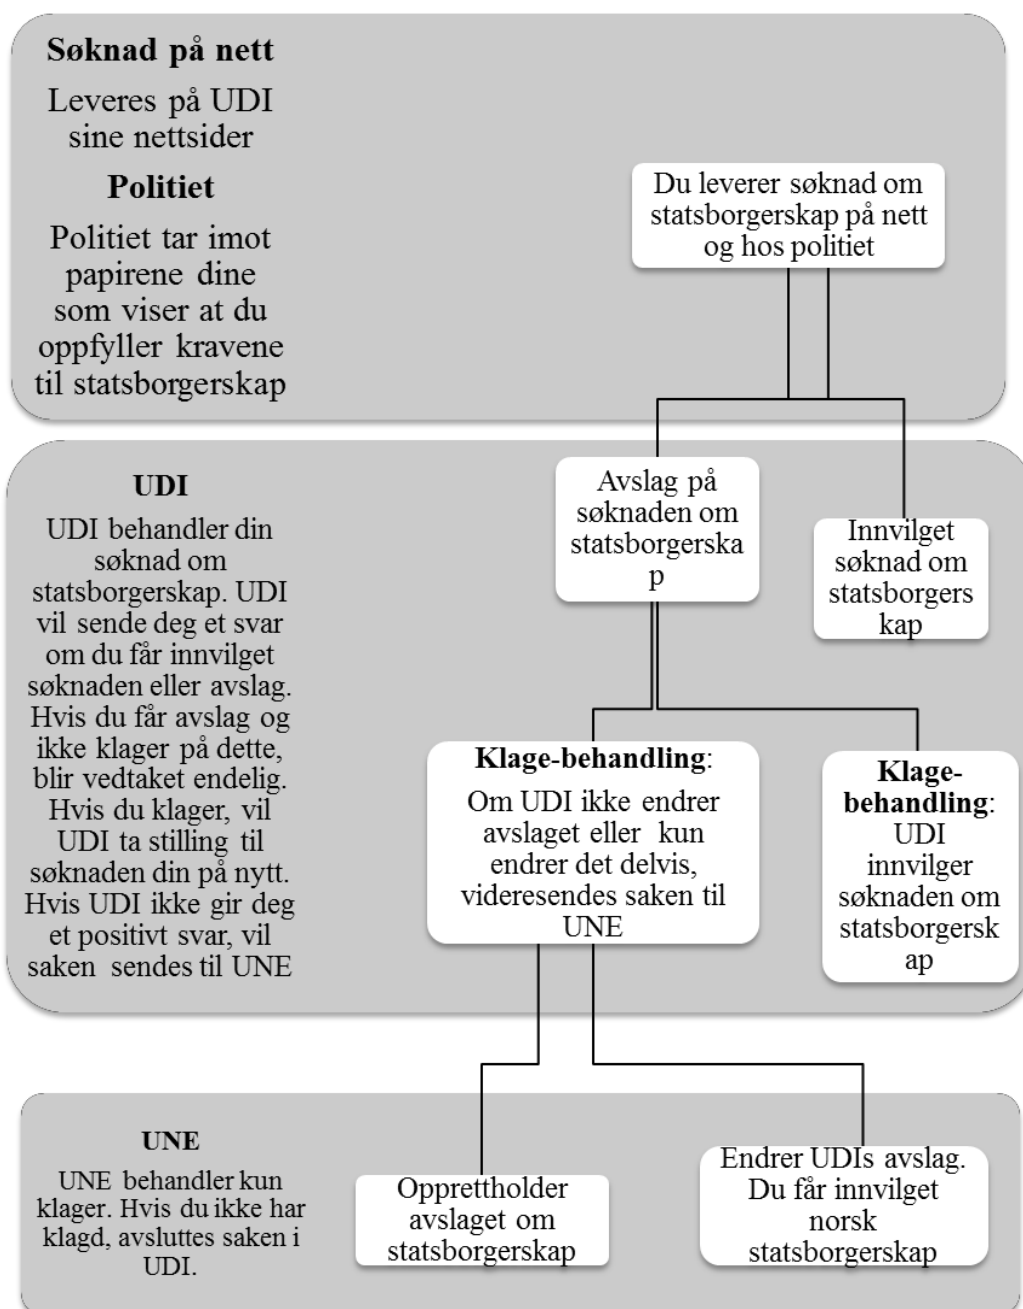 Søknad på nett
Leveres på UDI
sine nettsider
Politiet
Politiet tar imot
papirene dine
som viser at du
oppfyller kravene
til statsborgerskap
Du leverer søknad om
statsborgerskap på nett
og hos politiet
UDI
UDI behandler din
søknad om
statsborgerskap. UDI
vil sende deg et svar
om du får innvilget
søknaden eller avslag.
Hvis du får avslag og
ikke klager på dette,
blir vedtaket endelig.
Hvis du klager, vil
UDI ta stilling til
søknaden din på nytt.
Hvis UDI ikke gir deg
et positivt svar, vil
saken sendes til UNE
Avslag på
søknaden om
statsborgerska
p
Innvilget
søknad om
statsborgers
kap
Klage-behandling:
Om UDI ikke endrer
avslaget eller kun
endrer det delvis,
videresendes saken til
UNE
Klage-
behandling:
UDI
innvilger
søknaden om
statsborgersk
ap
UNE
UNE behandler kun
klager. Hvis du ikke har
klagd, avsluttes saken i
UDI.
Opprettholder
avslaget om
statsborgerskap
Endrer UDIs avslag.
Du får innvilget
norsk
statsborgerskap